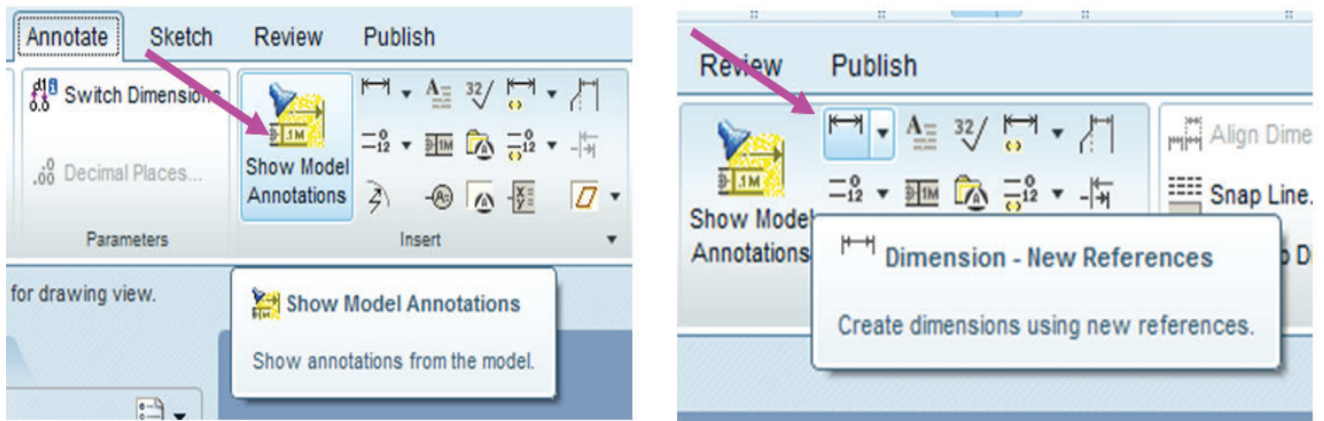 Annotate Sketch Review Publish
Switch Dimensions
Decimal Places...
Show Model
Annotations
Parameters
Insert
for drawing view.
Show Model Annotations
Show annotations from the model.
Review Publish
Show Model
Annotations
Align Dime
Snap Line.
Dimension - New References
Create dimensions using new references.